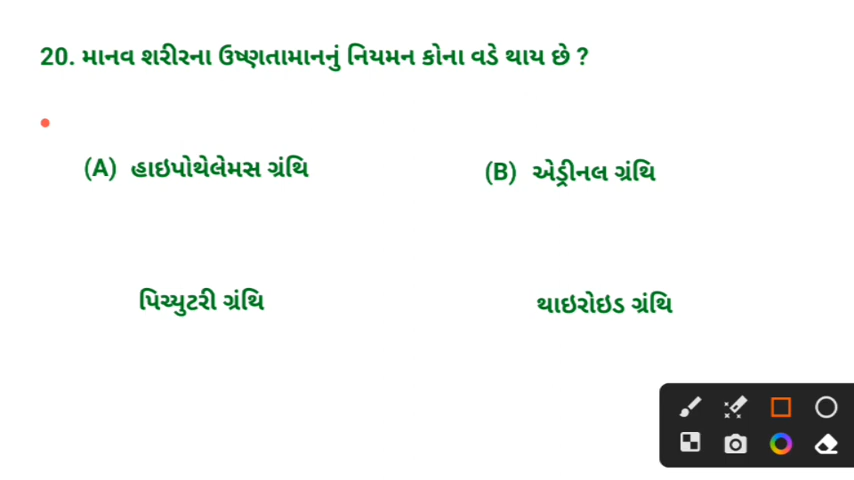 20. માનવ શરીરના ઉષ્ણતામાનનું નિયમન કોના વડે થાય છે ?
(A) હાઇપોથેલેમસ ગ્રંથિ
(B) એડ્રીનલ ગ્રંથિ
પિચ્યુટરી ગ્રંથિ
થાઇરોઇડ ગ્રંથિ